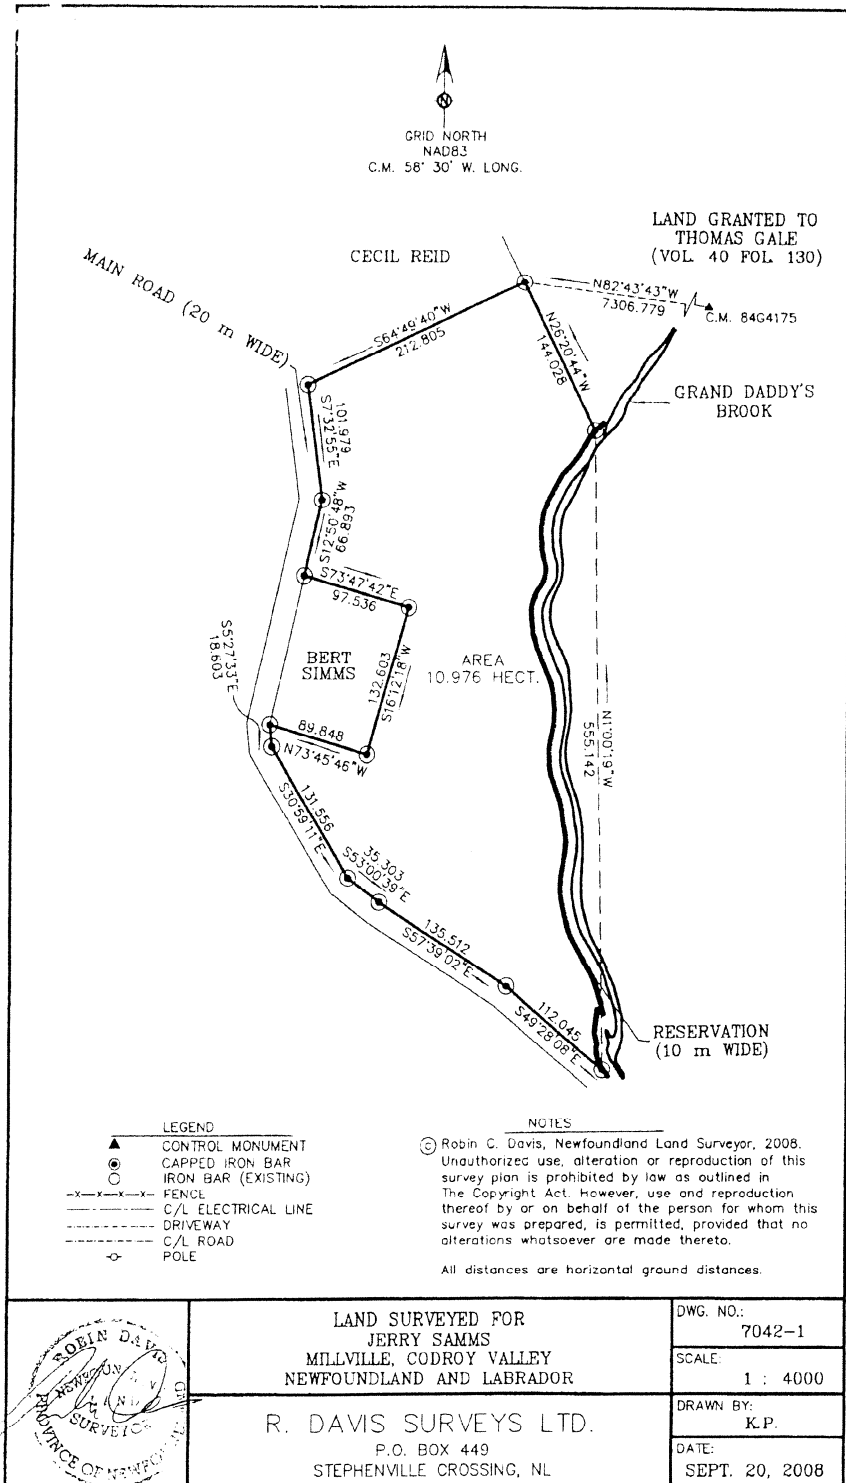 N
GRID NORTH
NAD83
C.M. 58° 30' W. LONG.
LAND GRANTED TO
THOMAS GALE
(VOL. 40 FOL. 130)
CECIL REID
MAIN ROAD (20 m WIDE)
N82°43'43"W
7306.779
C.M. 84G4175
S64°49'40"W
212.805
N26°20'44"W
144.028
GRAND DADDY'S
BROOK
101.979
S7°32'55"E
S12°50'48"W
66.893
S73°47'42"E
97.536
BERT
SIMMS
132.603
S16°12'18"W
AREA
10.976 HECT.
S5°27'33"E
18.603
89.848
N73°45'46"W
N1°00'19"W
555.142
131.556
S30°59'11"E
35.303
S53°00'39"E
135.512
S57°39'02"E
112.045
S49°28'08"E
RESERVATION
(10 m WIDE)
LEGEND
CONTROL MONUMENT
CAPPED IRON BAR
IRON BAR (EXISTING)
-x-x-x-x- FENCE
C/L ELECTRICAL LINE
DRIVEWAY
C/L ROAD
POLE
NOTES
© Robin C. Davis, Newfoundland Land Surveyor, 2008.
Unauthorized use, alteration or reproduction of this
survey plan is prohibited by law as outlined in
The Copyright Act. However, use and reproduction
thereof by or on behalf of the person for whom this
survey was prepared, is permitted, provided that no
alterations whatsoever are made thereto.
All distances are horizontal ground distances.
ROBIN DAVIS
SURVEYOR
PROVINCE OF
LAND SURVEYED FOR
JERRY SAMMS
MILLVILLE, CODROY VALLEY
NEWFOUNDLAND AND LABRADOR
R. DAVIS SURVEYS LTD.
P.O. BOX 449
STEPHENVILLE CROSSING, NL
DWG. NO.:
7042-1
SCALE:
1 : 4000
DRAWN BY:
K.P.
DATE:
SEPT. 20, 2008